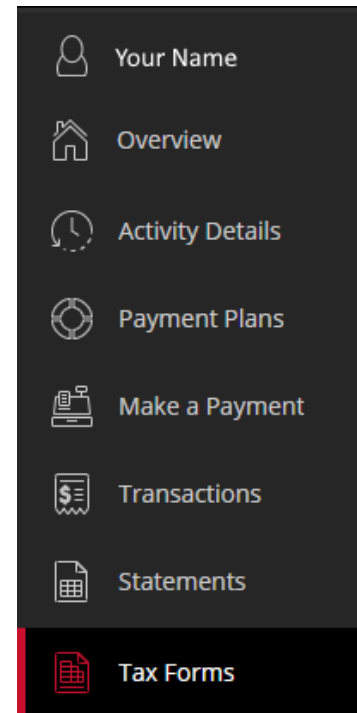 Your Name
Overview
Activity Details
Payment Plans
Make a Payment
$ Transactions
Statements
Tax Forms